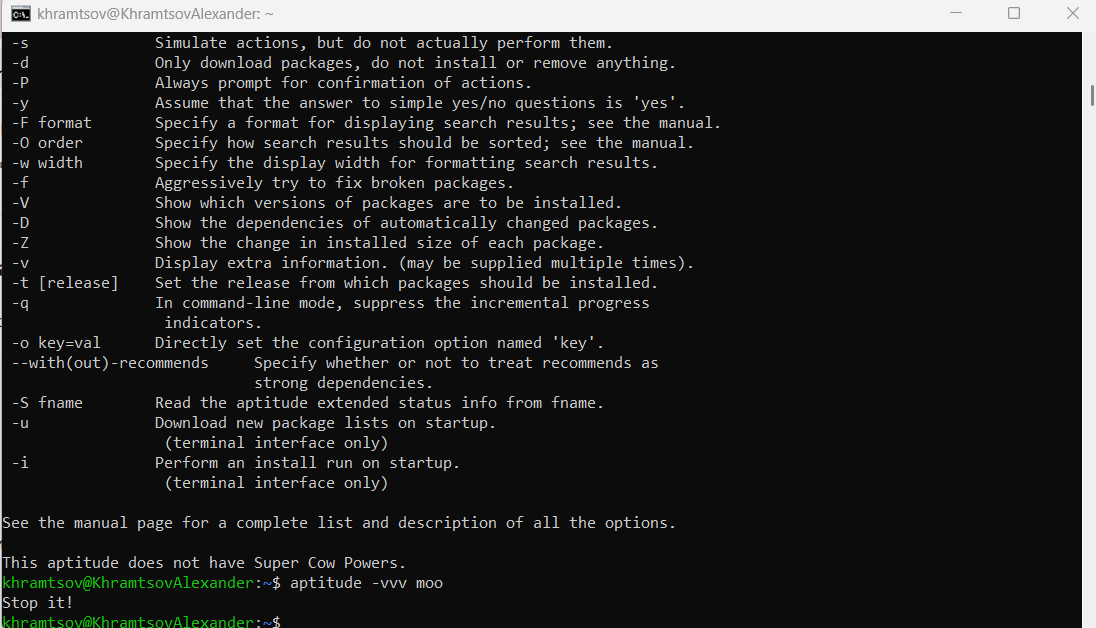 khramtsov@KhramtsovAlexander: ~
-s              Simulate actions, but do not actually perform them.
-d              Only download packages, do not install or remove anything.
-P              Always prompt for confirmation of actions.
-y              Assume that the answer to simple yes/no questions is 'yes'.
-F format       Specify a format for displaying search results; see the manual.
-O order        Specify how search results should be sorted; see the manual.
-w width        Specify the display width for formatting search results.
-f              Aggressively try to fix broken packages.
-V              Show which versions of packages are to be installed.
-D              Show the dependencies of automatically changed packages.
-Z              Show the change in installed size of each package.
-v              Display extra information. (may be supplied multiple times).
-t [release]    Set the release from which packages should be installed.
-q              In command-line mode, suppress the incremental progress
                 indicators.
-o key=val      Directly set the configuration option named 'key'.
--with(out)-recommends     Specify whether or not to treat recommends as
                           strong dependencies.
-S fname        Read the aptitude extended status info from fname.
-u              Download new package lists on startup.
                 (terminal interface only)
-i              Perform an install run on startup.
                 (terminal interface only)

See the manual page for a complete list and description of all the options.

This aptitude does not have Super Cow Powers.
khramtsov@KhramtsovAlexander:~$ aptitude -vvv moo
Stop it!
khramtsov@KhramtsovAlexander:~$